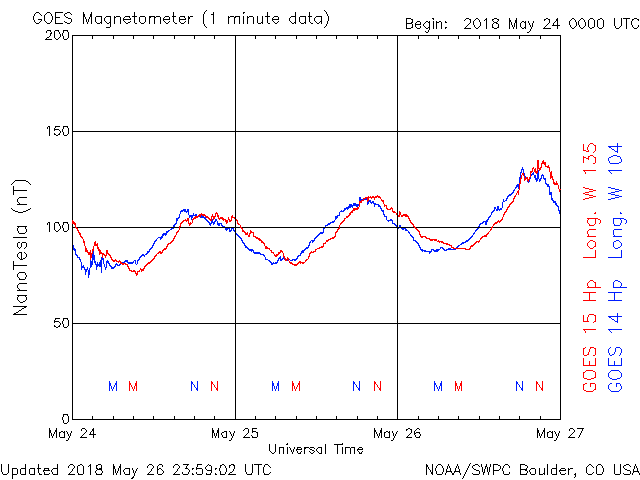 GOES Magnetometer (1 minute data)
Begin: 2018 May 24 0000 UTC
200
150
100
50
0
NanoTesla (nT)
M M N N M M N N M M N N
May 24 May 25 May 26 May 27
Universal Time
GOES 15 Hp Long. W 135
GOES 14 Hp Long. W 104
Updated 2018 May 26 23:59:02 UTC
NOAA/SWPC Boulder, CO USA